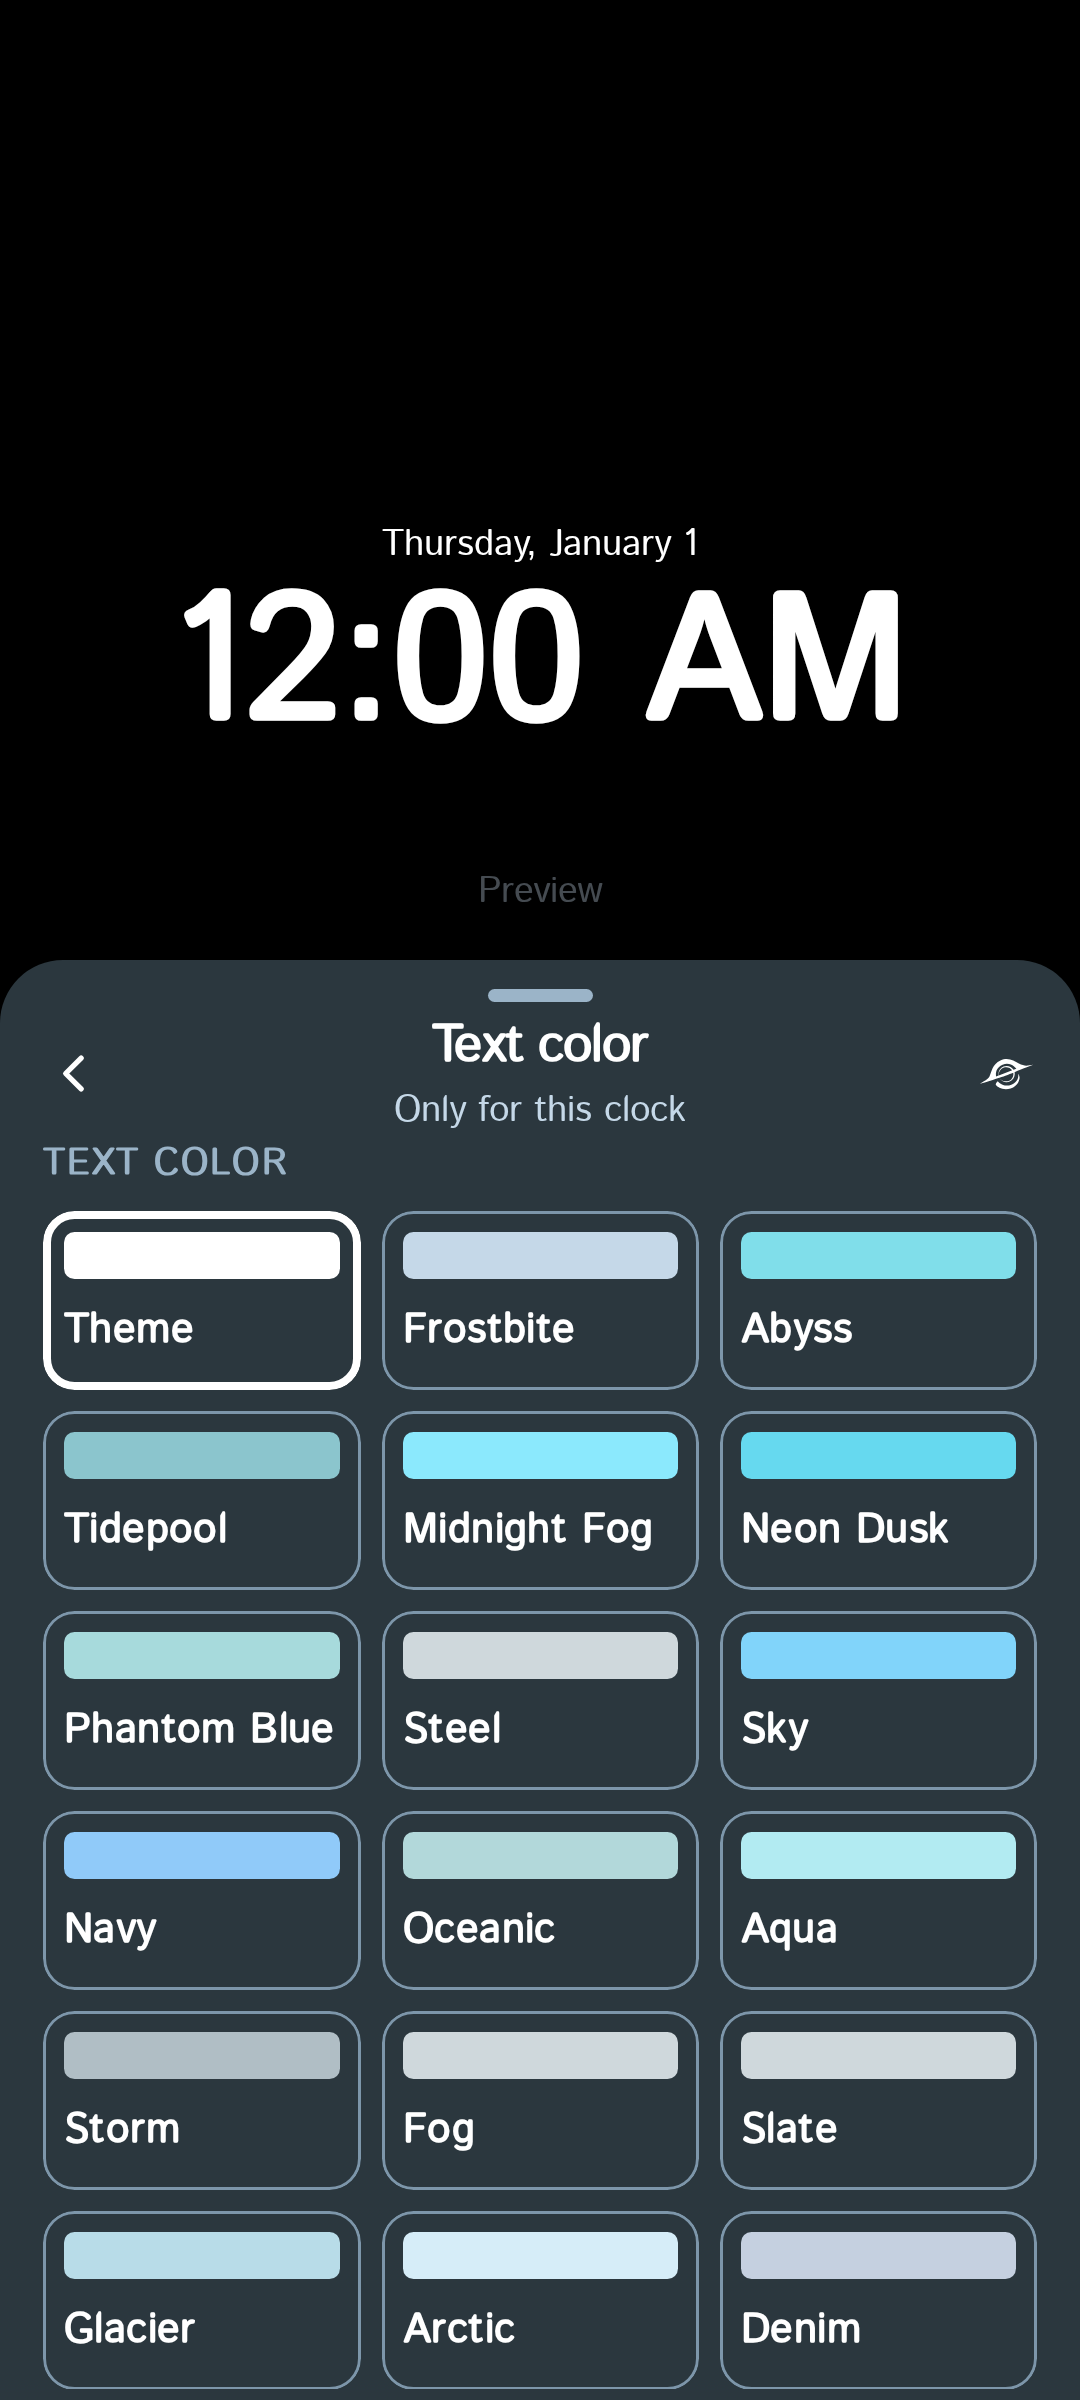 Thursday, January 1
12:00 AM
Preview
Text color
Only for this clock
TEXT COLOR
Theme
Frostbite
Abyss
Tidepool
Midnight Fog
Neon Dusk
Phantom Blue
Steel
Sky
Navy
Oceanic
Aqua
Storm
Fog
Slate
Glacier
Arctic
Denim